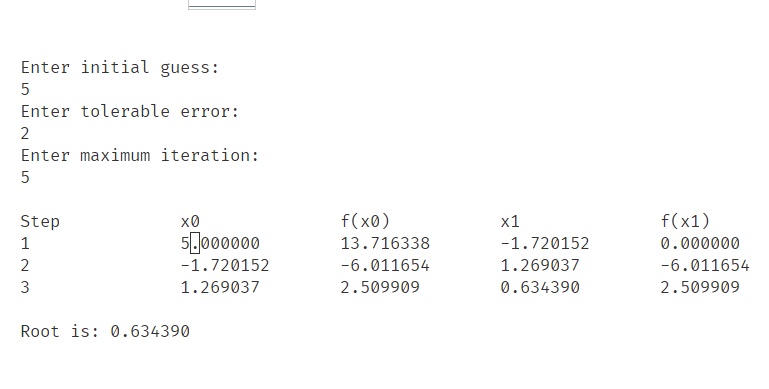 Enter initial guess:
5
Enter tolerable error:
2
Enter maximum iteration:
5
Step x0 f(x0) x1 f(x1)
1 5.000000 13.716338 -1.720152 0.000000
2 -1.720152 -6.011654 1.269037 -6.011654
3 1.269037 2.509909 0.634390 2.509909
Root is: 0.634390